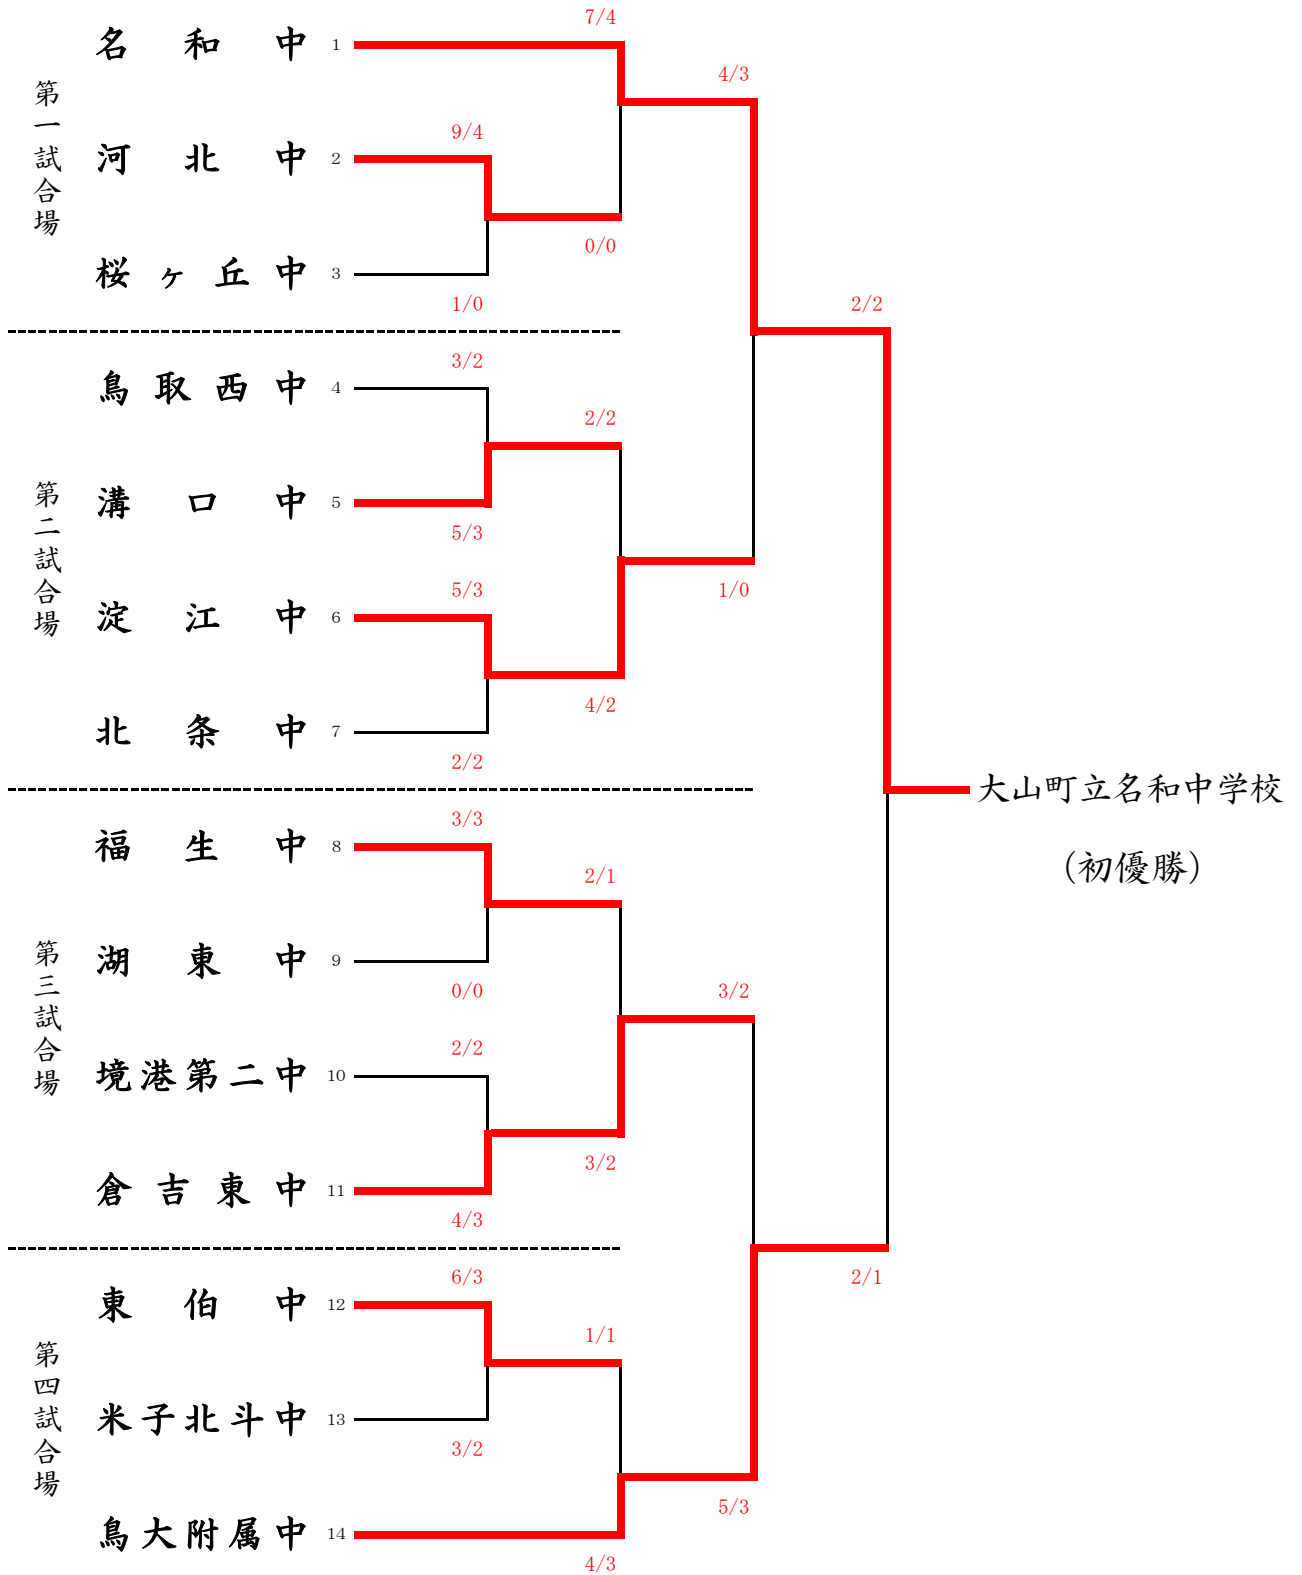 7/4
名和中 1
4/3
第一試合場
9/4
河北中 2
0/0
桜ヶ丘中 3
1/0
2/2
3/2
鳥取西中 4
2/2
第二試合場
溝口中 5
5/3
5/3
1/0
淀江中 6
4/2
北条中 7
2/2
大山町立名和中学校
(初優勝)
3/3
福生中 8
2/1
第三試合場
湖東中 9
0/0
3/2
2/2
境港第二中 10
3/2
倉吉東中 11
4/3
6/3
2/1
東伯中 12
1/1
第四試合場
米子北斗中 13
3/2
5/3
鳥大附属中 14
4/3